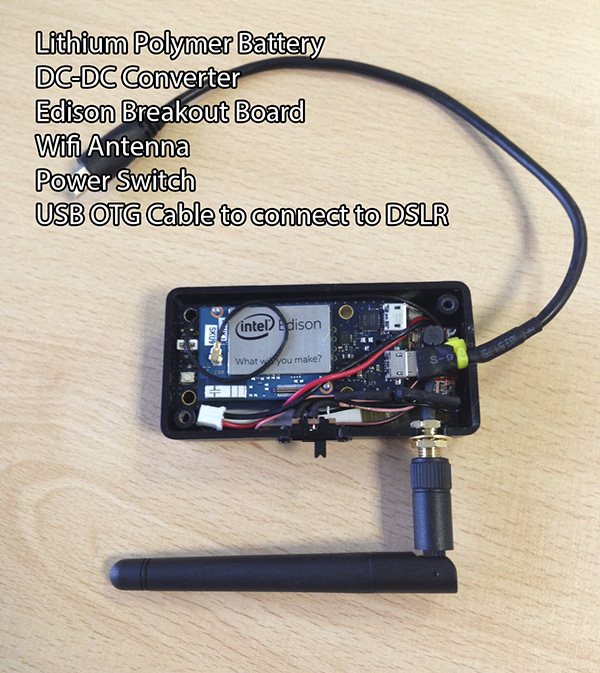 Lithium Polymer Battery
DC-DC Converter
Edison Breakout Board
Wifi Antenna
Power Switch
USB OTG Cable to connect to DSLR
intel Edison
What will you make?